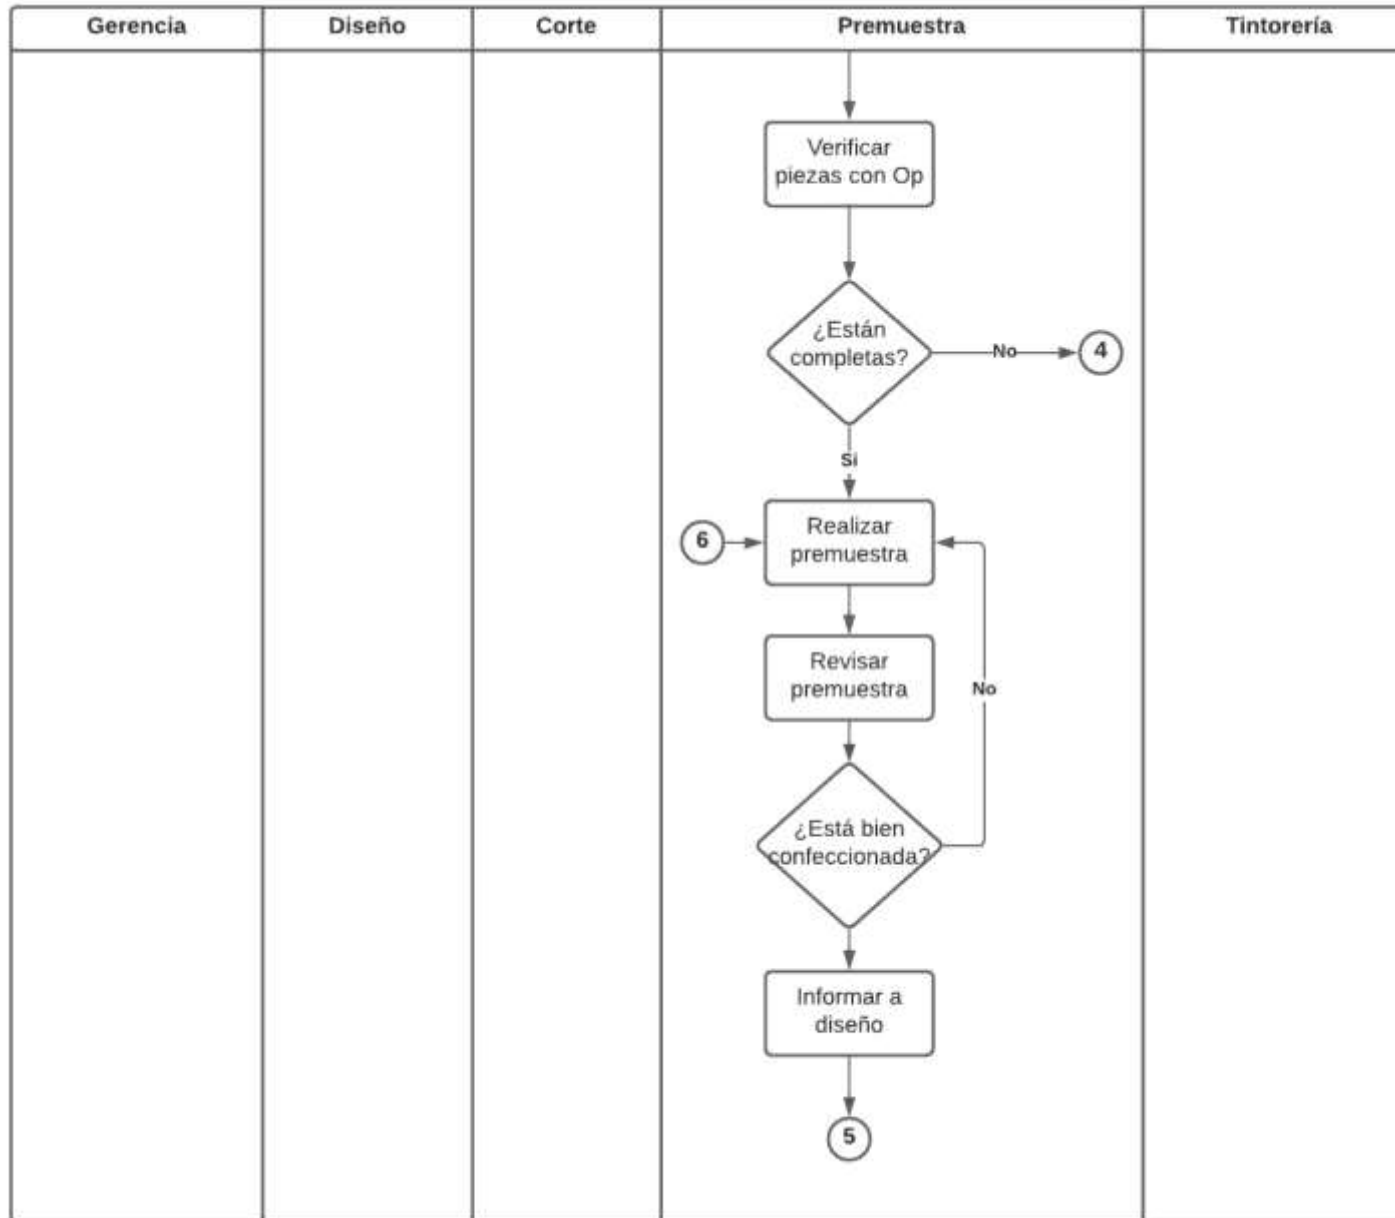 Gerencia
Diseño
Corte
Premuestra
Tintorería
Verificar
piezas con Op
¿Están
completas?
No
4
Si
6
Realizar
premuestra
Revisar
premuestra
No
¿Está bien
confeccionada?
Informar a
diseño
5